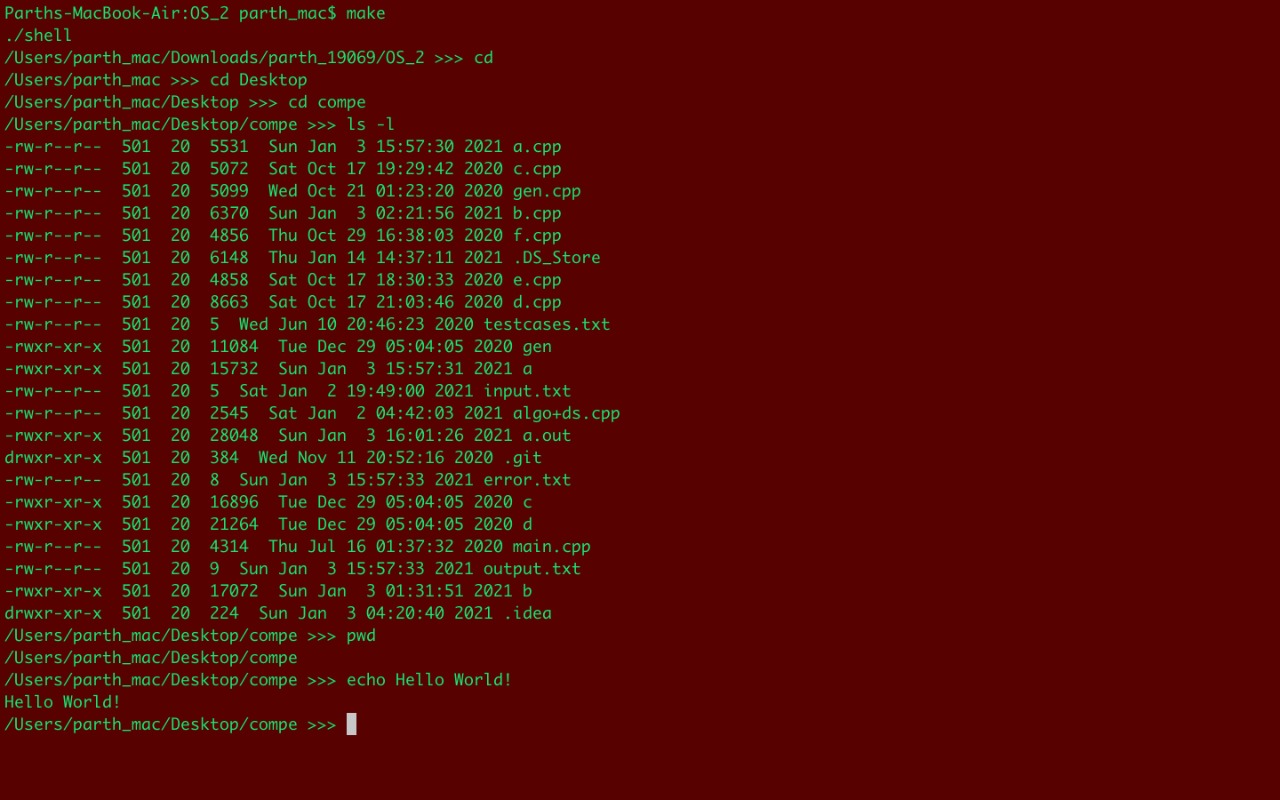 Parths-MacBook-Air:OS_2 parth_mac$ make
./shell
/Users/parth_mac/Downloads/parth_19069/OS_2 >>> cd
/Users/parth_mac >>> cd Desktop
/Users/parth_mac/Desktop >>> cd compe
/Users/parth_mac/Desktop/compe >>> ls -l
-rw-r--r--  501  20  5531  Sun Jan  3 15:57:30 2021 a.cpp
-rw-r--r--  501  20  5072  Sat Oct 17 19:29:42 2020 c.cpp
-rw-r--r--  501  20  5099  Wed Oct 21 01:23:20 2020 gen.cpp
-rw-r--r--  501  20  6370  Sun Jan  3 02:21:56 2021 b.cpp
-rw-r--r--  501  20  4856  Thu Oct 29 16:38:03 2020 f.cpp
-rw-r--r--  501  20  6148  Thu Jan 14 14:37:11 2021 .DS_Store
-rw-r--r--  501  20  4858  Sat Oct 17 18:30:33 2020 e.cpp
-rw-r--r--  501  20  8663  Sat Oct 17 21:03:46 2020 d.cpp
-rw-r--r--  501  20  5  Wed Jun 10 20:46:23 2020 testcases.txt
-rwxr-xr-x  501  20  11084  Tue Dec 29 05:04:05 2020 gen
-rwxr-xr-x  501  20  15732  Sun Jan  3 15:57:31 2021 a
-rw-r--r--  501  20  5  Sat Jan  2 19:49:00 2021 input.txt
-rw-r--r--  501  20  2545  Sat Jan  2 04:42:03 2021 algo+ds.cpp
-rwxr-xr-x  501  20  28048  Sun Jan  3 16:01:26 2021 a.out
drwxr-xr-x  501  20  384  Wed Nov 11 20:52:16 2020 .git
-rw-r--r--  501  20  8  Sun Jan  3 15:57:33 2021 error.txt
-rwxr-xr-x  501  20  16896  Tue Dec 29 05:04:05 2020 c
-rwxr-xr-x  501  20  21264  Tue Dec 29 05:04:05 2020 d
-rw-r--r--  501  20  4314  Thu Jul 16 01:37:32 2020 main.cpp
-rw-r--r--  501  20  9  Sun Jan  3 15:57:33 2021 output.txt
-rwxr-xr-x  501  20  17072  Sun Jan  3 01:31:51 2021 b
drwxr-xr-x  501  20  224  Sun Jan  3 04:20:40 2021 .idea
/Users/parth_mac/Desktop/compe >>> pwd
/Users/parth_mac/Desktop/compe
/Users/parth_mac/Desktop/compe >>> echo Hello World!
Hello World!
/Users/parth_mac/Desktop/compe >>>